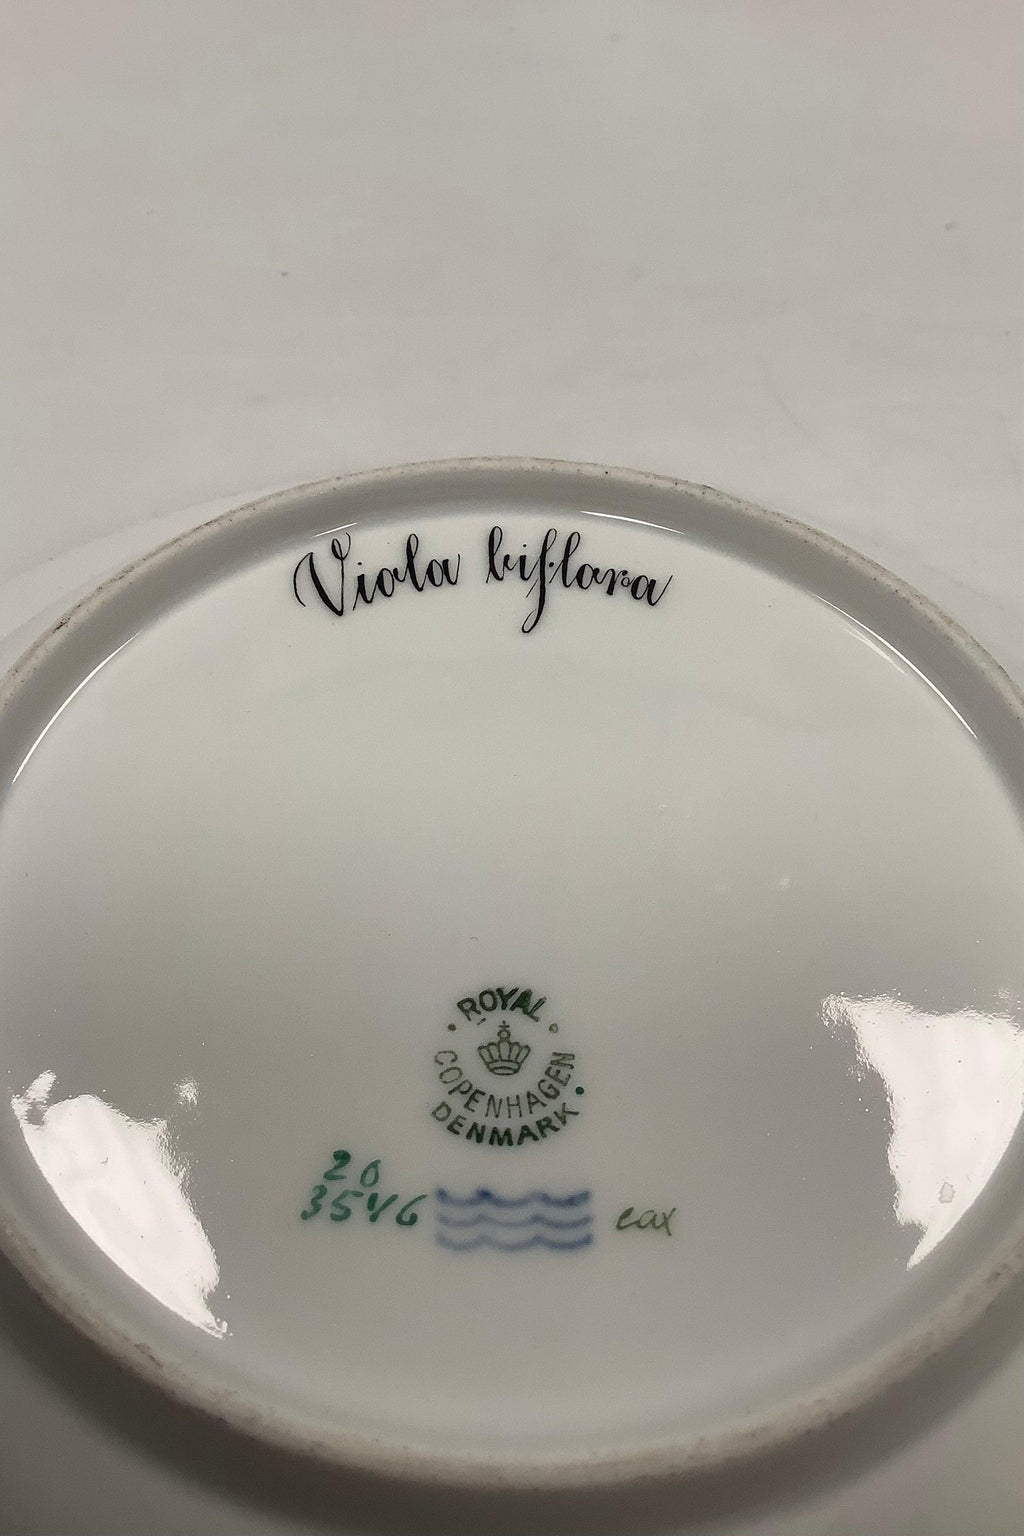 Viola biflora
ROYAL
COPENHAGEN
DENMARK
20
3546
eax